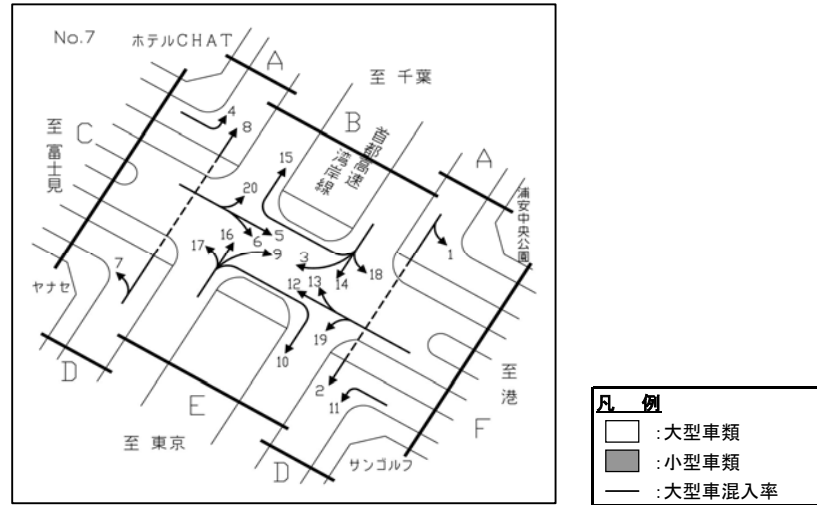 No.7
ホテルCHAT
A
至 千葉
B
首都高速
湾岸線
A
浦安中央公園
C
至 富士見
4
8
15
20
6
5
16
17
9
3
14
18
12
13
1
7
19
10
2
11
ヤナセ
D
E
至 東京
D
サンゴルフ
F
至 港
凡 例
:大型車類
:小型車類
:大型車混入率